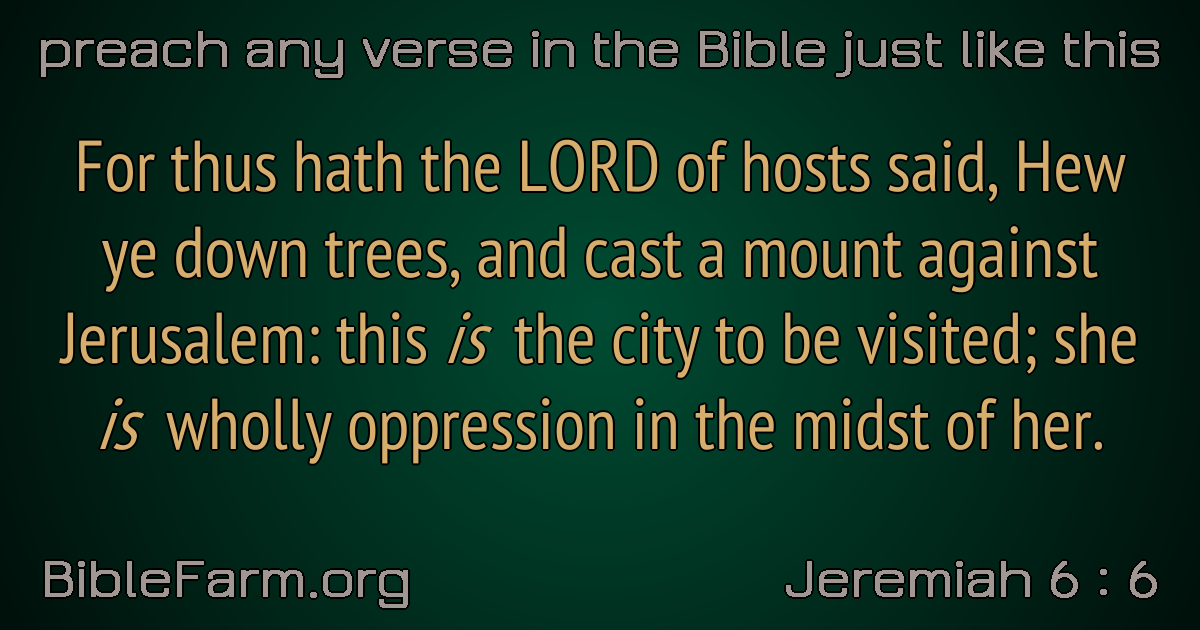 preach any verse in the Bible just like this
For thus hath the LORD of hosts said, Hew
ye down trees, and cast a mount against
Jerusalem: this is the city to be visited; she
is wholly oppression in the midst of her.
BibleFarm.org
Jeremiah 6 : 6